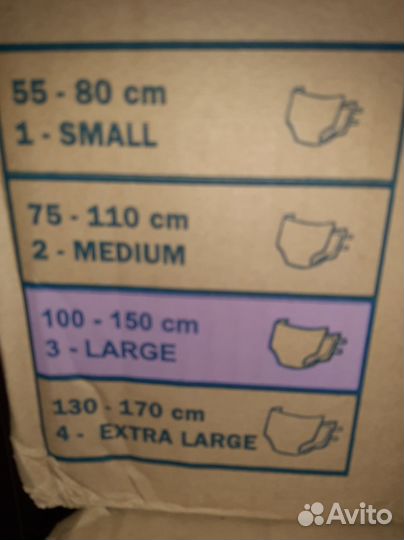 55 - 80 cm
1 - SMALL
75 - 110 cm
2 - MEDIUM
100 - 150 cm
3 - LARGE
130 - 170 cm
4 - EXTRA LARGE
Avito